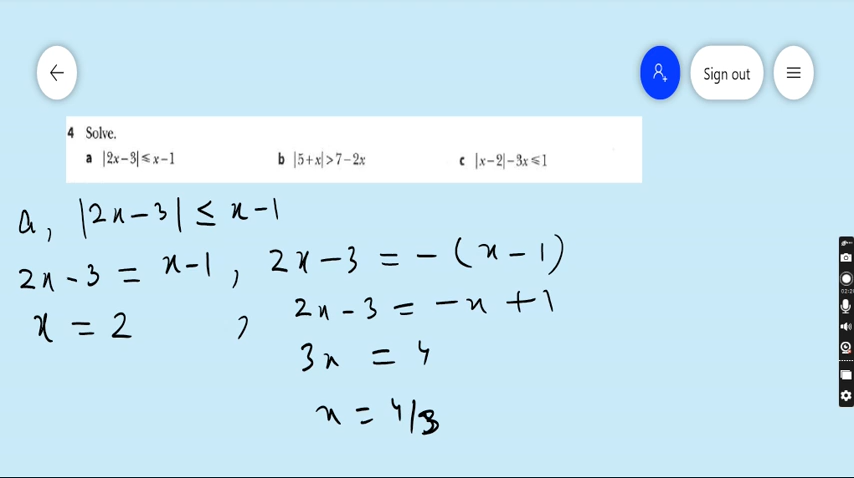 Sign out
4 Solve.
a |2x−3|⩽x−1 b |5+x|>7−2x c |x−2|−3x⩽1
a, |2x−3| ≤ x−1
2x−3 = x−1, 2x−3 = −(x−1)
2x−3 = −x+1
x = 2 ,
3x = 4
x = 4/3